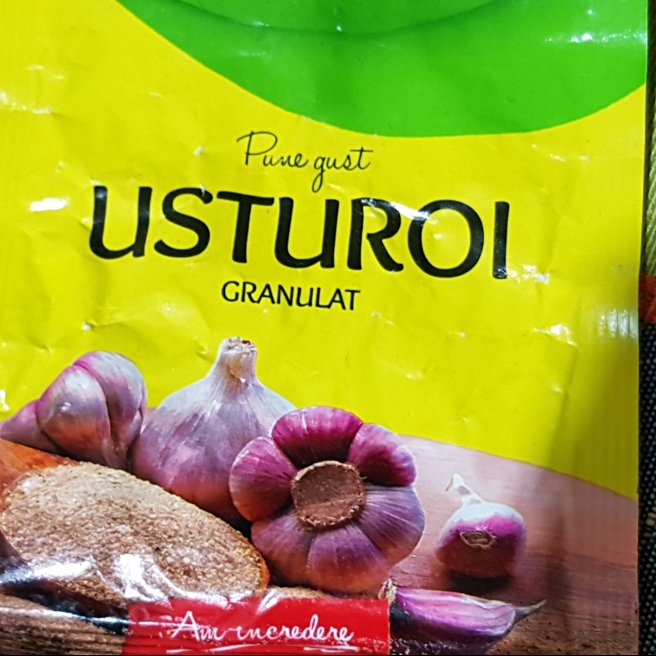 Pune gust
USTUROI
GRANULAT
Am încredere